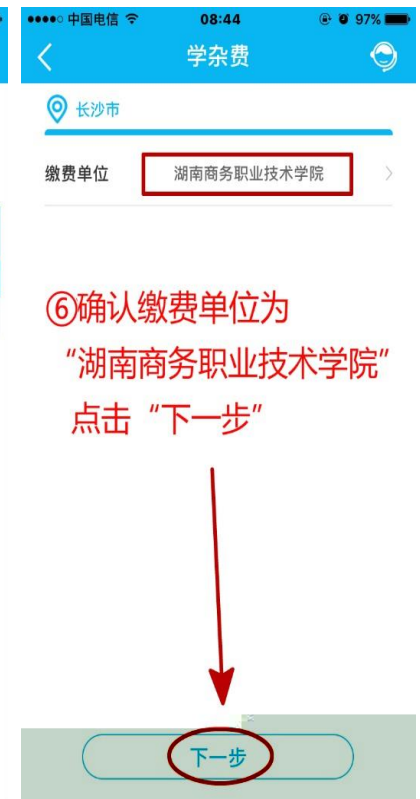 中国电信 08:44 97%
学杂费
长沙市
缴费单位 湖南商务职业技术学院
⑥确认缴费单位为
“湖南商务职业技术学院”
点击“下一步”
下一步